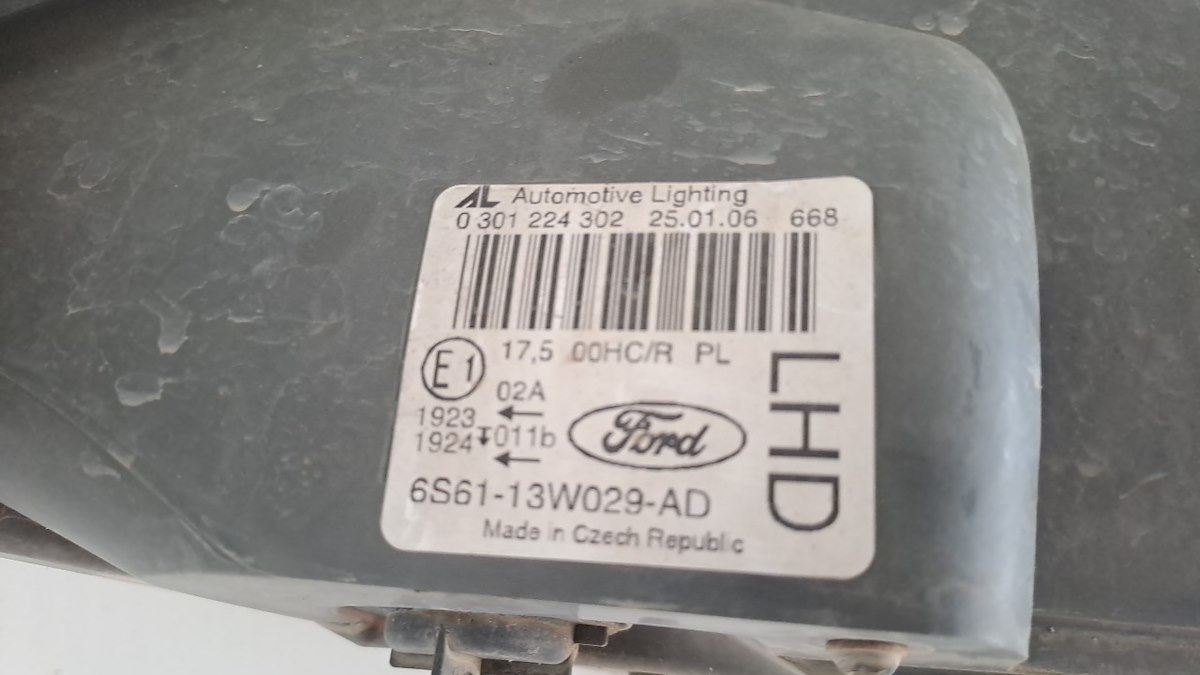 AL Automotive Lighting
0 301 224 302 25.01.06 668
17,5 00HC/R PL
E1
02A
1923
1924 011b
Ford
LHD
6S61-13W029-AD
Made in Czech Republic